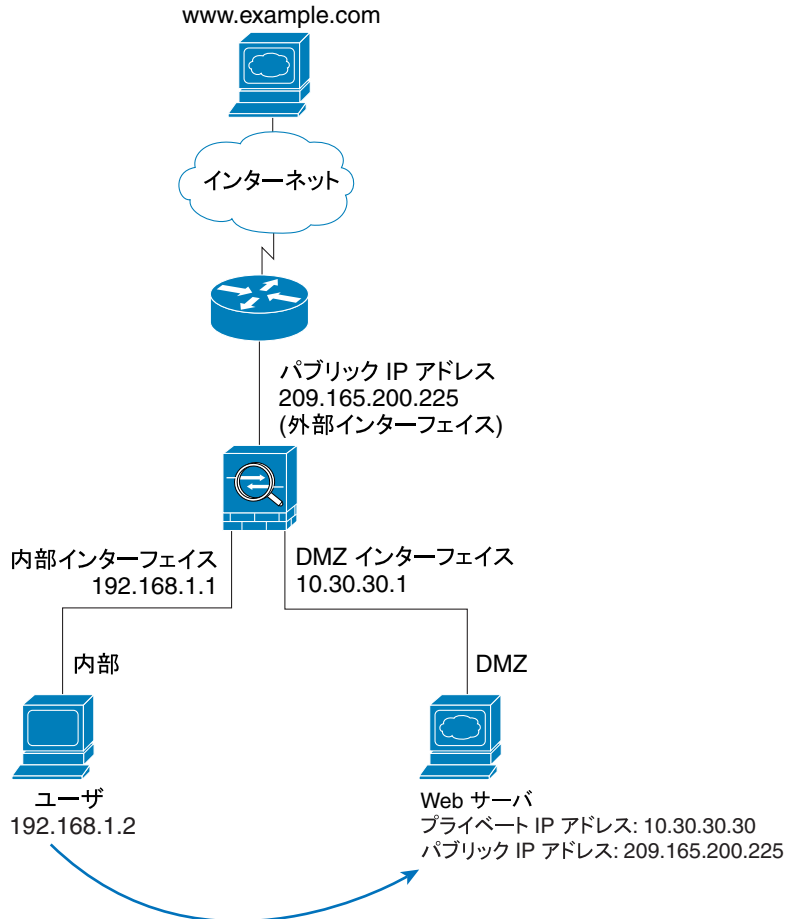 www.example.com
インターネット
パブリック IP アドレス
209.165.200.225
(外部インターフェイス)
内部インターフェイス
192.168.1.1
DMZ インターフェイス
10.30.30.1
内部
DMZ
ユーザ
192.168.1.2
Web サーバ
プライベート IP アドレス: 10.30.30.30
パブリック IP アドレス: 209.165.200.225